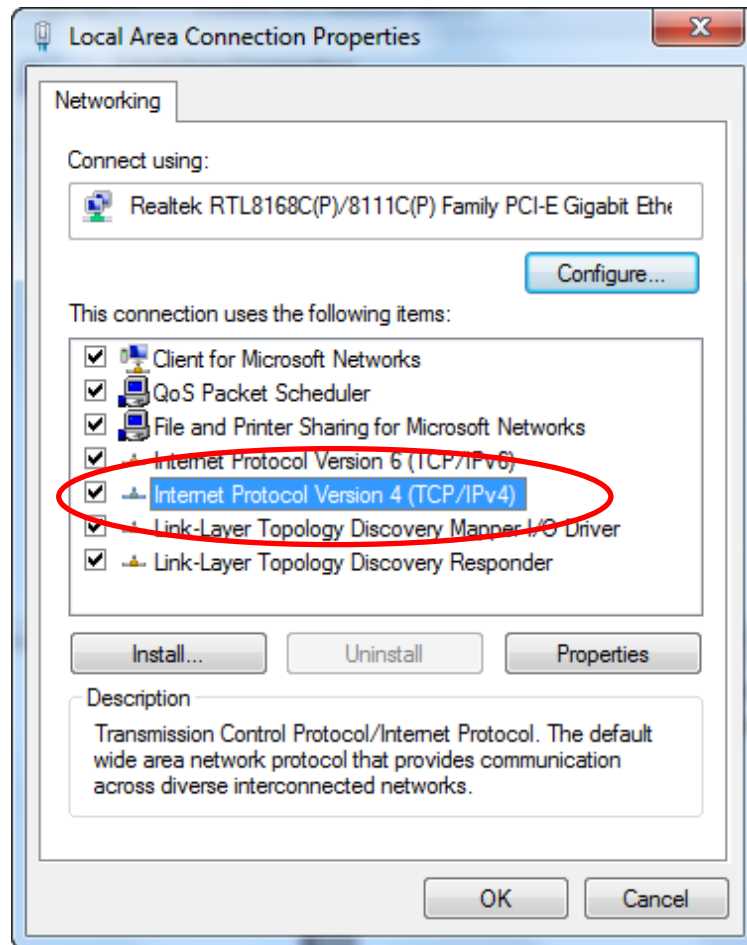 Local Area Connection Properties
Networking
Connect using:
Realtek RTL8168C(P)/8111C(P) Family PCI-E Gigabit Ethe
Configure...
This connection uses the following items:
Client for Microsoft Networks
QoS Packet Scheduler
File and Printer Sharing for Microsoft Networks
Internet Protocol Version 6 (TCP/IPv6)
Internet Protocol Version 4 (TCP/IPv4)
Link-Layer Topology Discovery Mapper I/O Driver
Link-Layer Topology Discovery Responder
Install... Uninstall Properties
Description
Transmission Control Protocol/Internet Protocol. The default
wide area network protocol that provides communication
across diverse interconnected networks.
OK Cancel